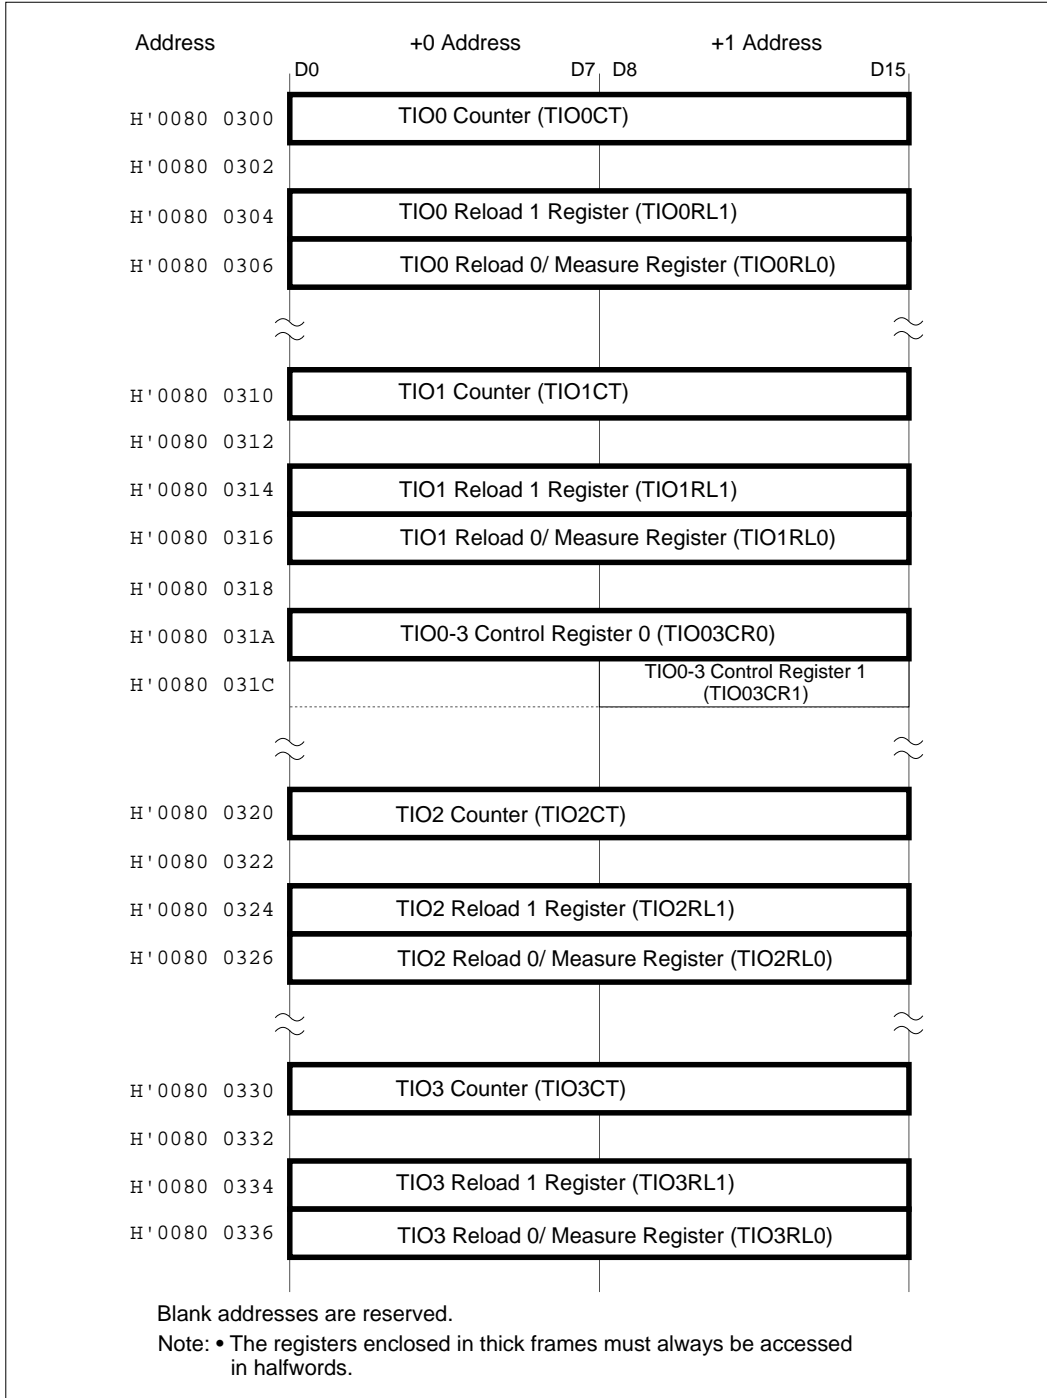 Address +0 Address +1 Address
D0 D7 D8 D15
H'0080 0300 TIO0 Counter (TIO0CT)
H'0080 0302
H'0080 0304 TIO0 Reload 1 Register (TIO0RL1)
H'0080 0306 TIO0 Reload 0/ Measure Register (TIO0RL0)
H'0080 0310 TIO1 Counter (TIO1CT)
H'0080 0312
H'0080 0314 TIO1 Reload 1 Register (TIO1RL1)
H'0080 0316 TIO1 Reload 0/ Measure Register (TIO1RL0)
H'0080 0318
H'0080 031A TIO0-3 Control Register 0 (TIO03CR0)
H'0080 031C TIO0-3 Control Register 1
(TIO03CR1)
H'0080 0320 TIO2 Counter (TIO2CT)
H'0080 0322
H'0080 0324 TIO2 Reload 1 Register (TIO2RL1)
H'0080 0326 TIO2 Reload 0/ Measure Register (TIO2RL0)
H'0080 0330 TIO3 Counter (TIO3CT)
H'0080 0332
H'0080 0334 TIO3 Reload 1 Register (TIO3RL1)
H'0080 0336 TIO3 Reload 0/ Measure Register (TIO3RL0)
Blank addresses are reserved.
Note: • The registers enclosed in thick frames must always be accessed
in halfwords.